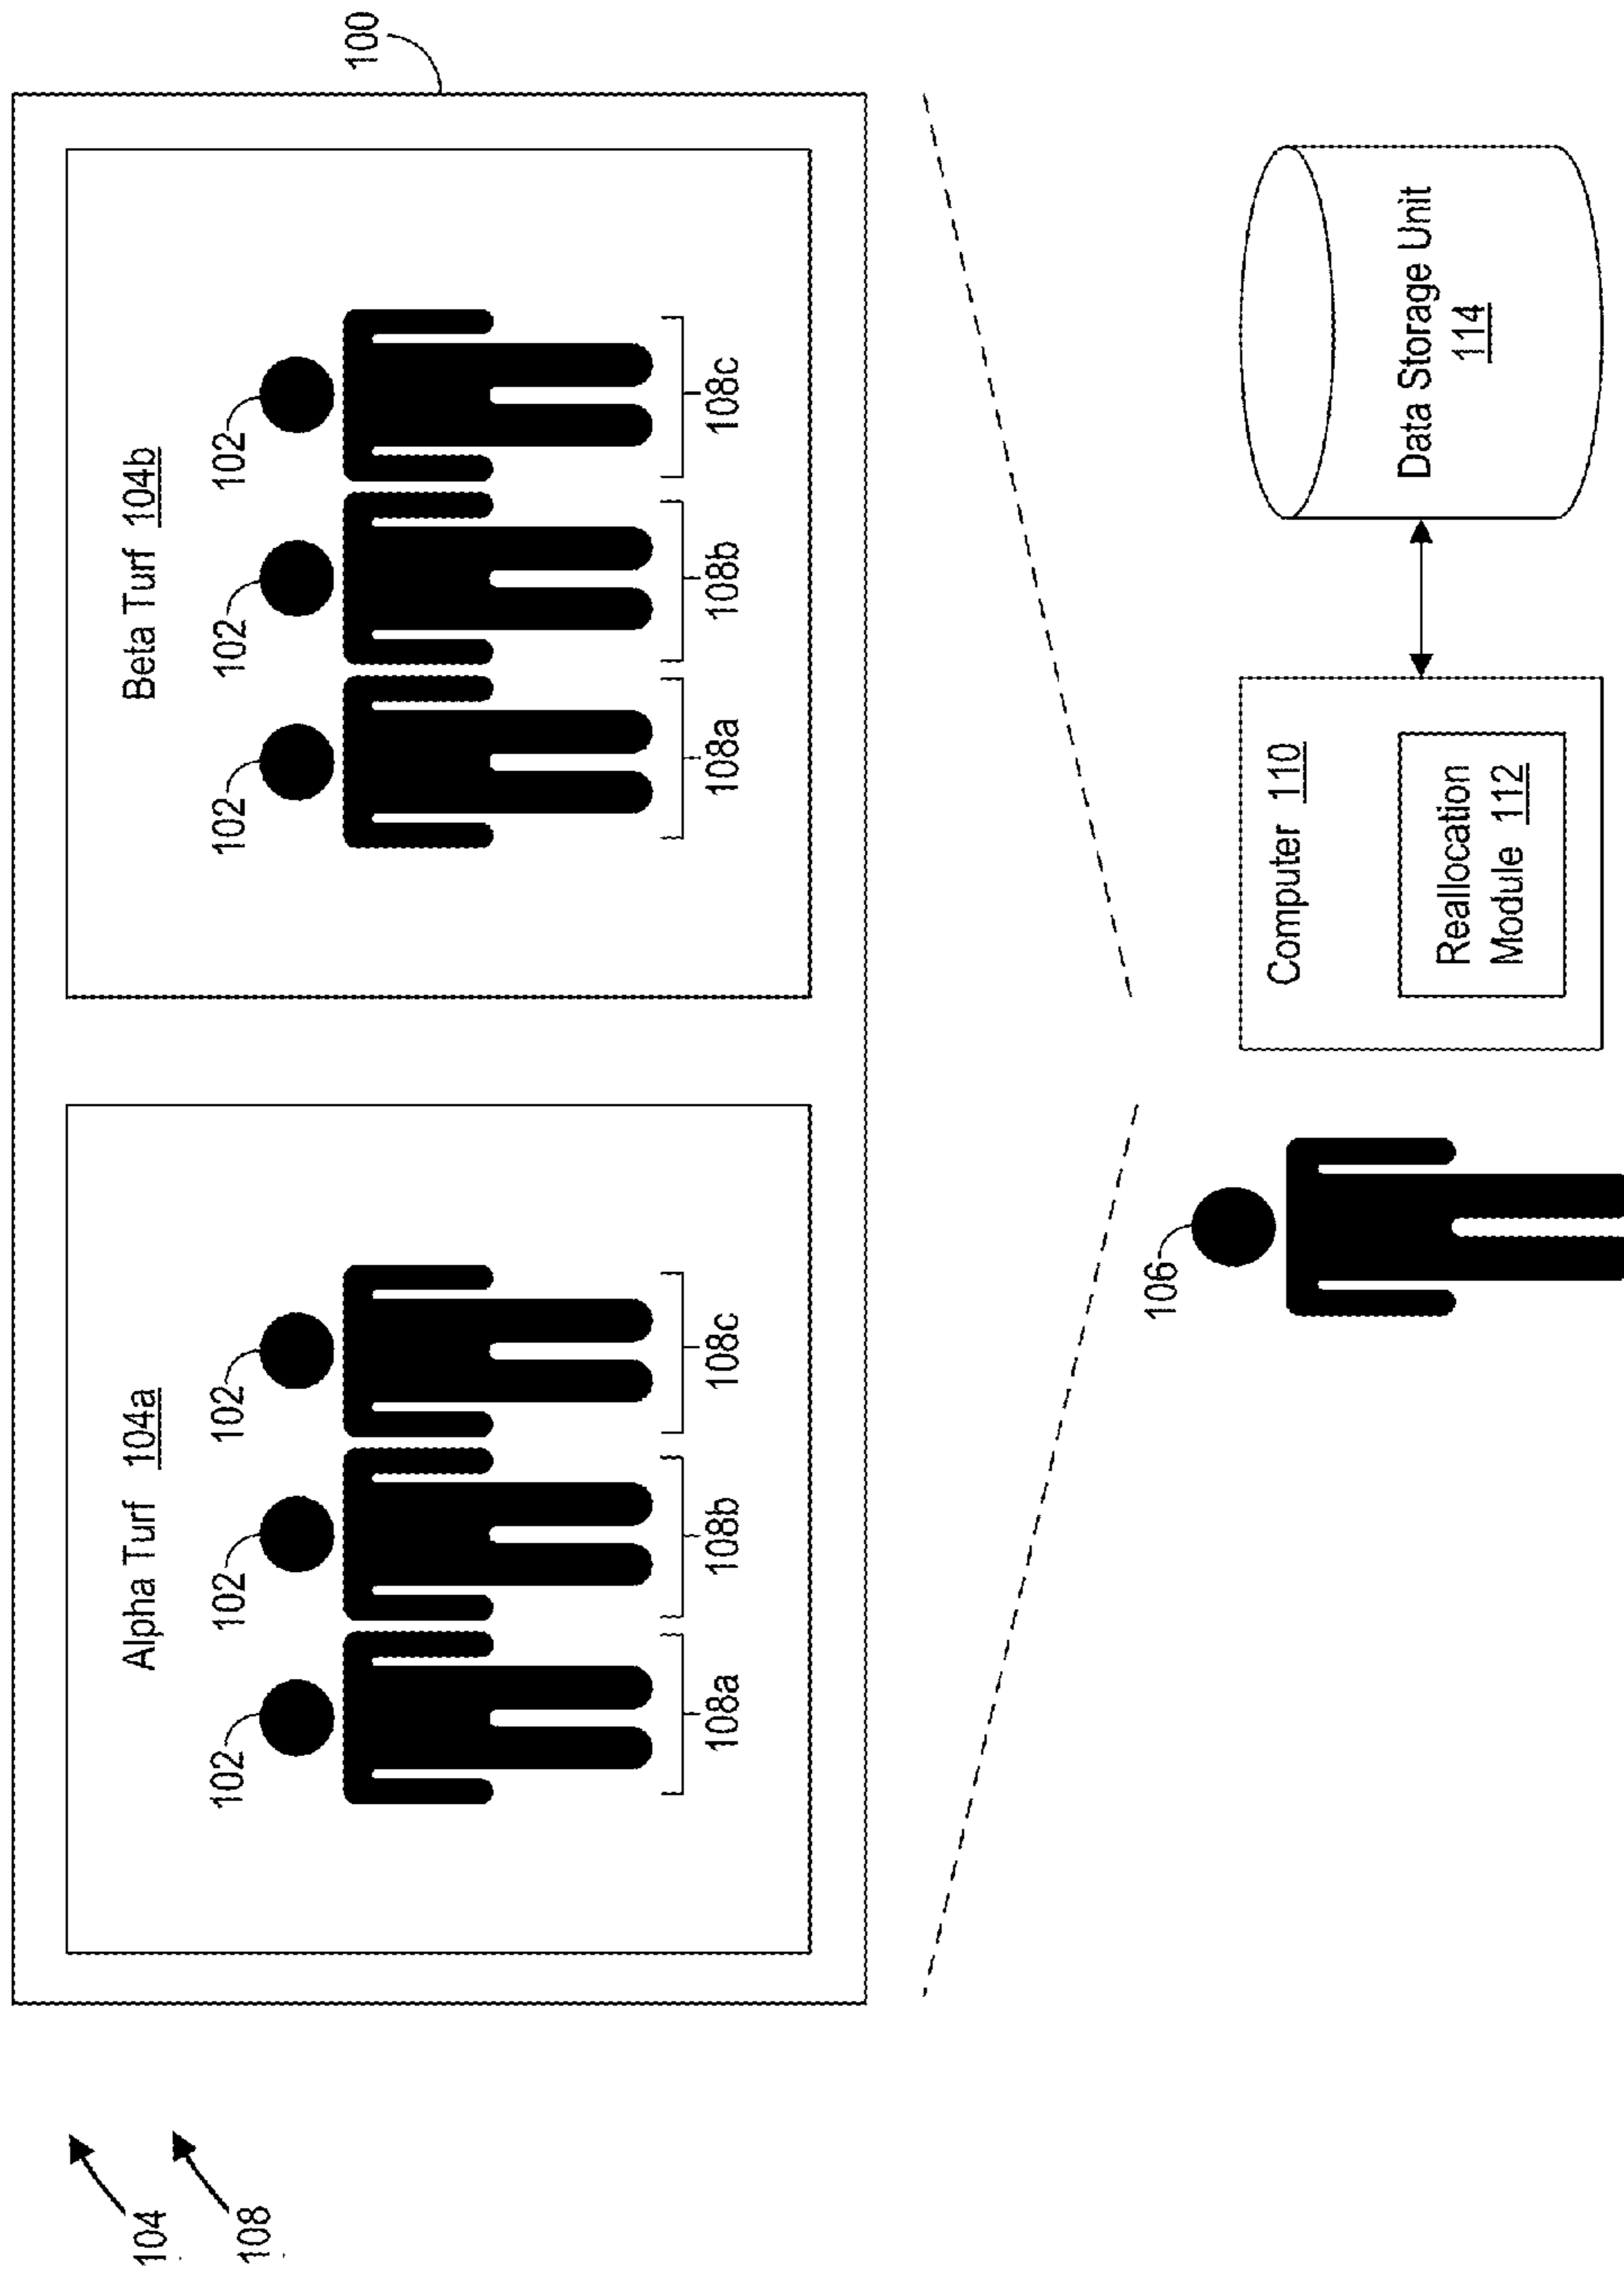 104
108
100
Alpha Turf 104a
102
102
102
108a
108b
108c
Beta Turf 104b
102
102
102
108a
108b
108c
106
Computer 110
Reallocation
Module 112
Data Storage Unit
114